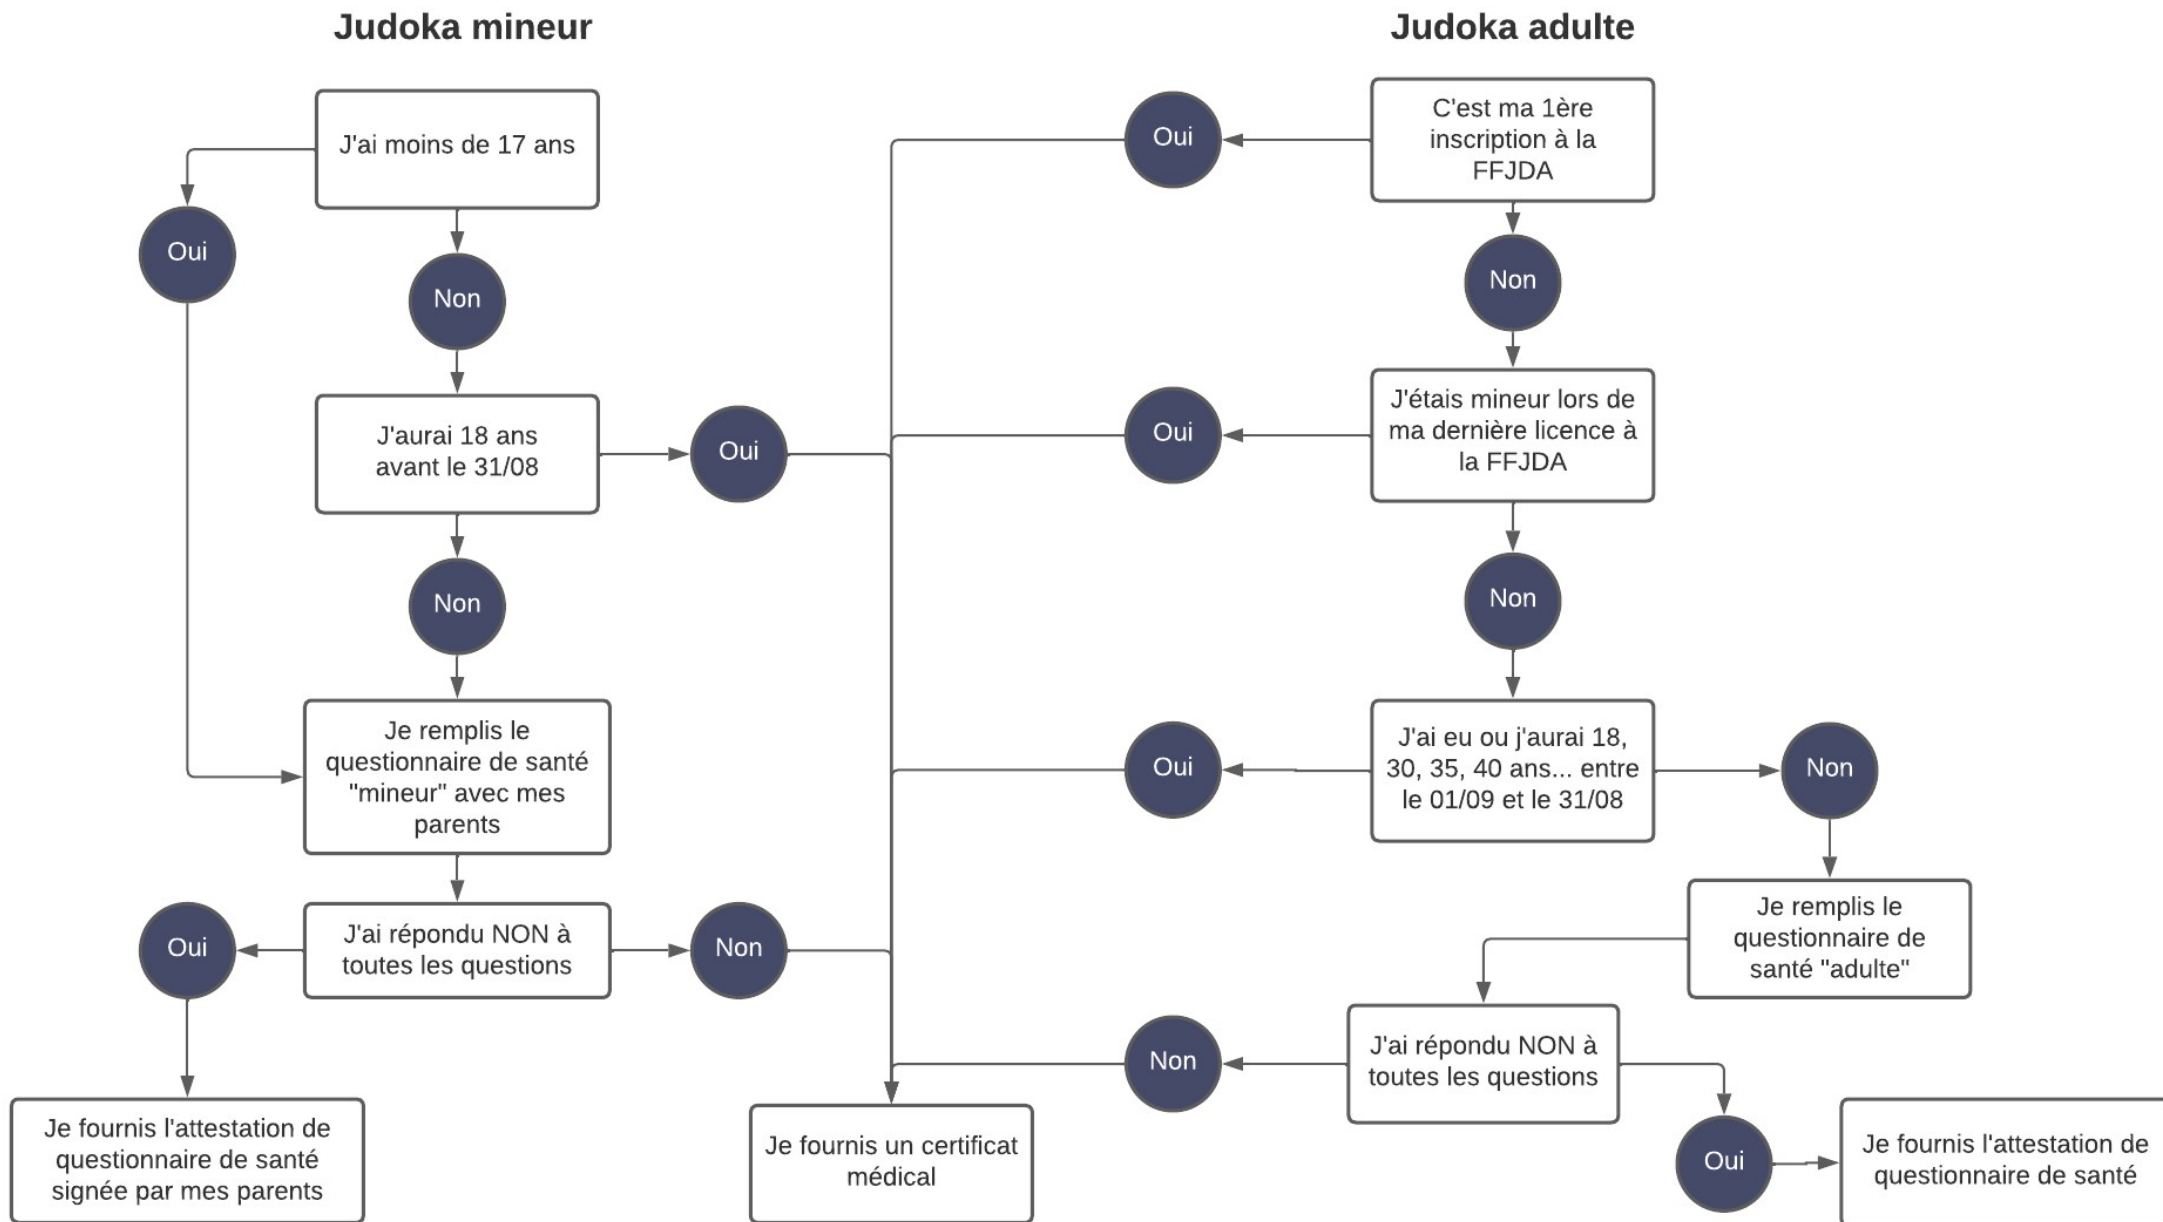 Judoka mineur
J'ai moins de 17 ans
Oui
Non
J'aurai 18 ans
avant le 31/08
Oui
Non
Je remplis le
questionnaire de santé
"mineur" avec mes
parents
J'ai répondu NON à
toutes les questions
Oui
Non
Je fournis l'attestation de
questionnaire de santé
signée par mes parents
Je fournis un certificat
médical
Judoka adulte
C'est ma 1ère
inscription à la
FFJDA
Oui
Non
J'étais mineur lors de
ma dernière licence à
la FFJDA
Oui
Non
J'ai eu ou j'aurai 18,
30, 35, 40 ans... entre
le 01/09 et le 31/08
Oui
Non
Je remplis le
questionnaire de
santé "adulte"
J'ai répondu NON à
toutes les questions
Non
Oui
Je fournis l'attestation de
questionnaire de santé